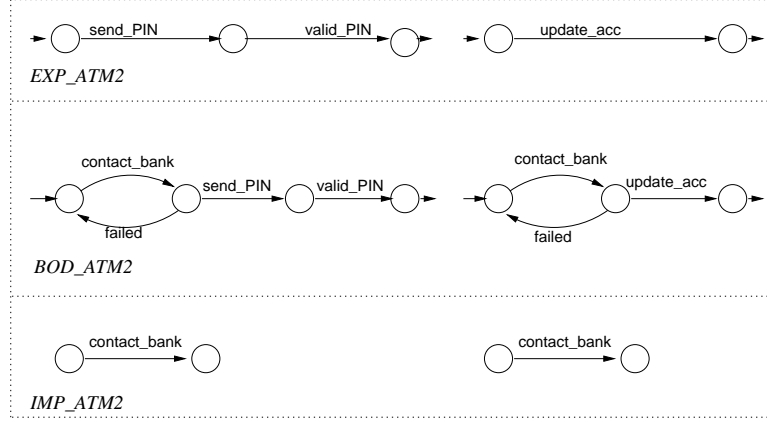 send_PIN valid_PIN update_acc
EXP_ATM2
contact_bank contact_bank
send_PIN valid_PIN update_acc
failed failed
BOD_ATM2
contact_bank contact_bank
IMP_ATM2